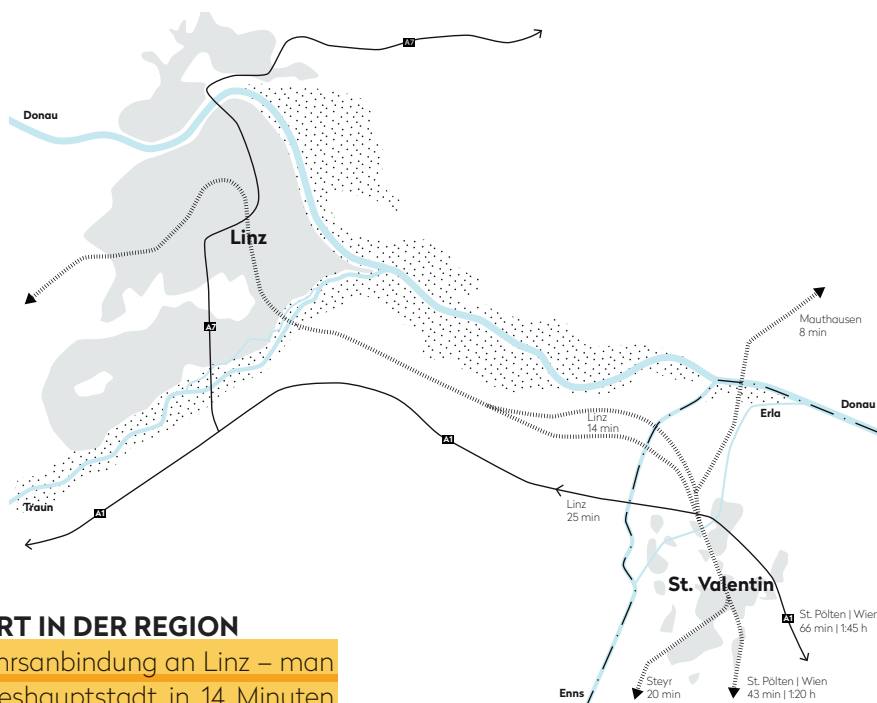 A7
Donau
Linz
A7
Mauthausen
8 min
Donau
Erla
Linz
14 min
A1
Traun
A1
Linz
25 min
St. Valentin
A1
St. Pölten | Wien
66 min | 1:45 h
RT IN DER REGION
hrsanbindung an Linz – man
eshauptstadt in 14 Minuten
Steyr
20 min
St. Pölten | Wien
43 min | 1:20 h
Enns